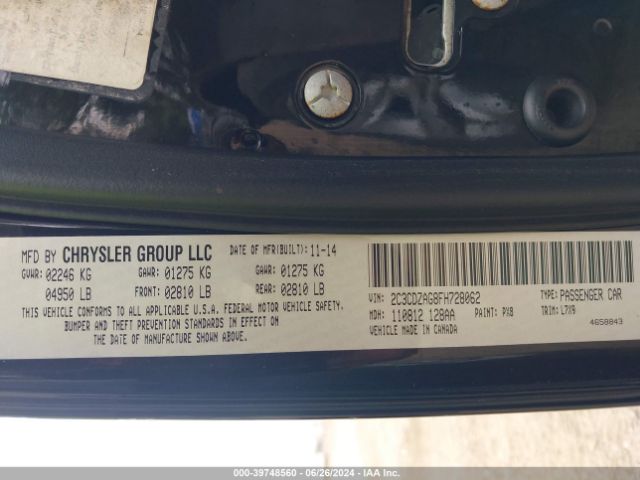 MFD BY CHRYSLER GROUP LLC DATE OF MFR(BUILT): 11-14
GVWR: 02246 KG GAWR: 01275 KG GAWR: 01275 KG
04950 LB FRONT: 02810 LB REAR: 02810 LB
THIS VEHICLE CONFORMS TO ALL APPLICABLE U.S.A. FEDERAL MOTOR VEHICLE SAFETY,
BUMPER AND THEFT PREVENTION STANDARDS IN EFFECT ON
THE DATE OF MANUFACTURE SHOWN ABOVE.
VIN: 2C3CDZAG8FH728062 TYPE: PASSENGER CAR
MDH: 110812 128AA PAINT: PX8 TRIM: L7X9
VEHICLE MADE IN CANADA 4658843
000-39748560 | 06/26/2024 | IAA Inc.